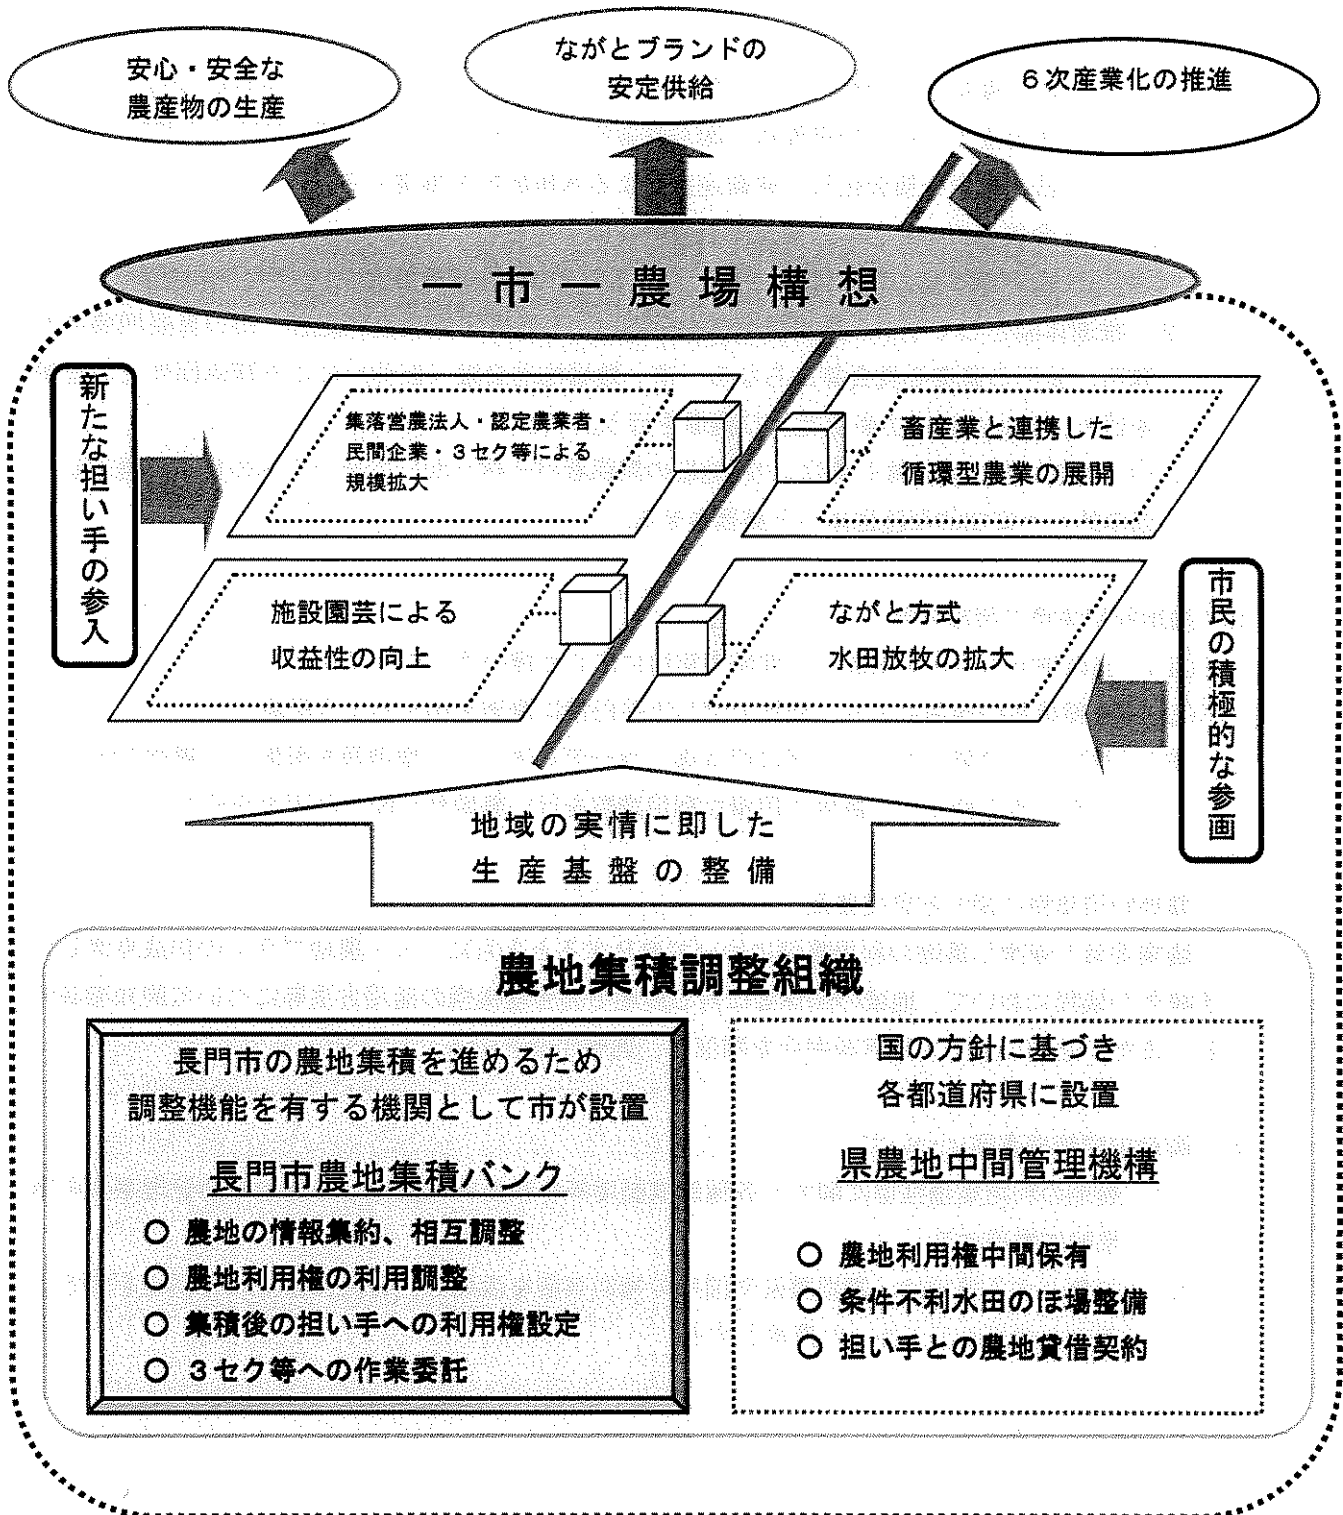 安心・安全な
農産物の生産
ながとブランドの
安定供給
６次産業化の推進
一市一農場構想
新たな担い手の参入
集落営農法人・認定農業者・
民間企業・３セク等による
規模拡大
畜産業と連携した
循環型農業の展開
施設園芸による
収益性の向上
ながと方式
水田放牧の拡大
市民の積極的な参画
地域の実情に即した
生産基盤の整備
農地集積調整組織
長門市の農地集積を進めるため
調整機能を有する機関として市が設置
長門市農地集積バンク
○ 農地の情報集約、相互調整
○ 農地利用権の利用調整
○ 集積後の担い手への利用権設定
○ ３セク等への作業委託
国の方針に基づき
各都道府県に設置
県農地中間管理機構
○ 農地利用権中間保有
○ 条件不利水田のほ場整備
○ 担い手との農地貸借契約